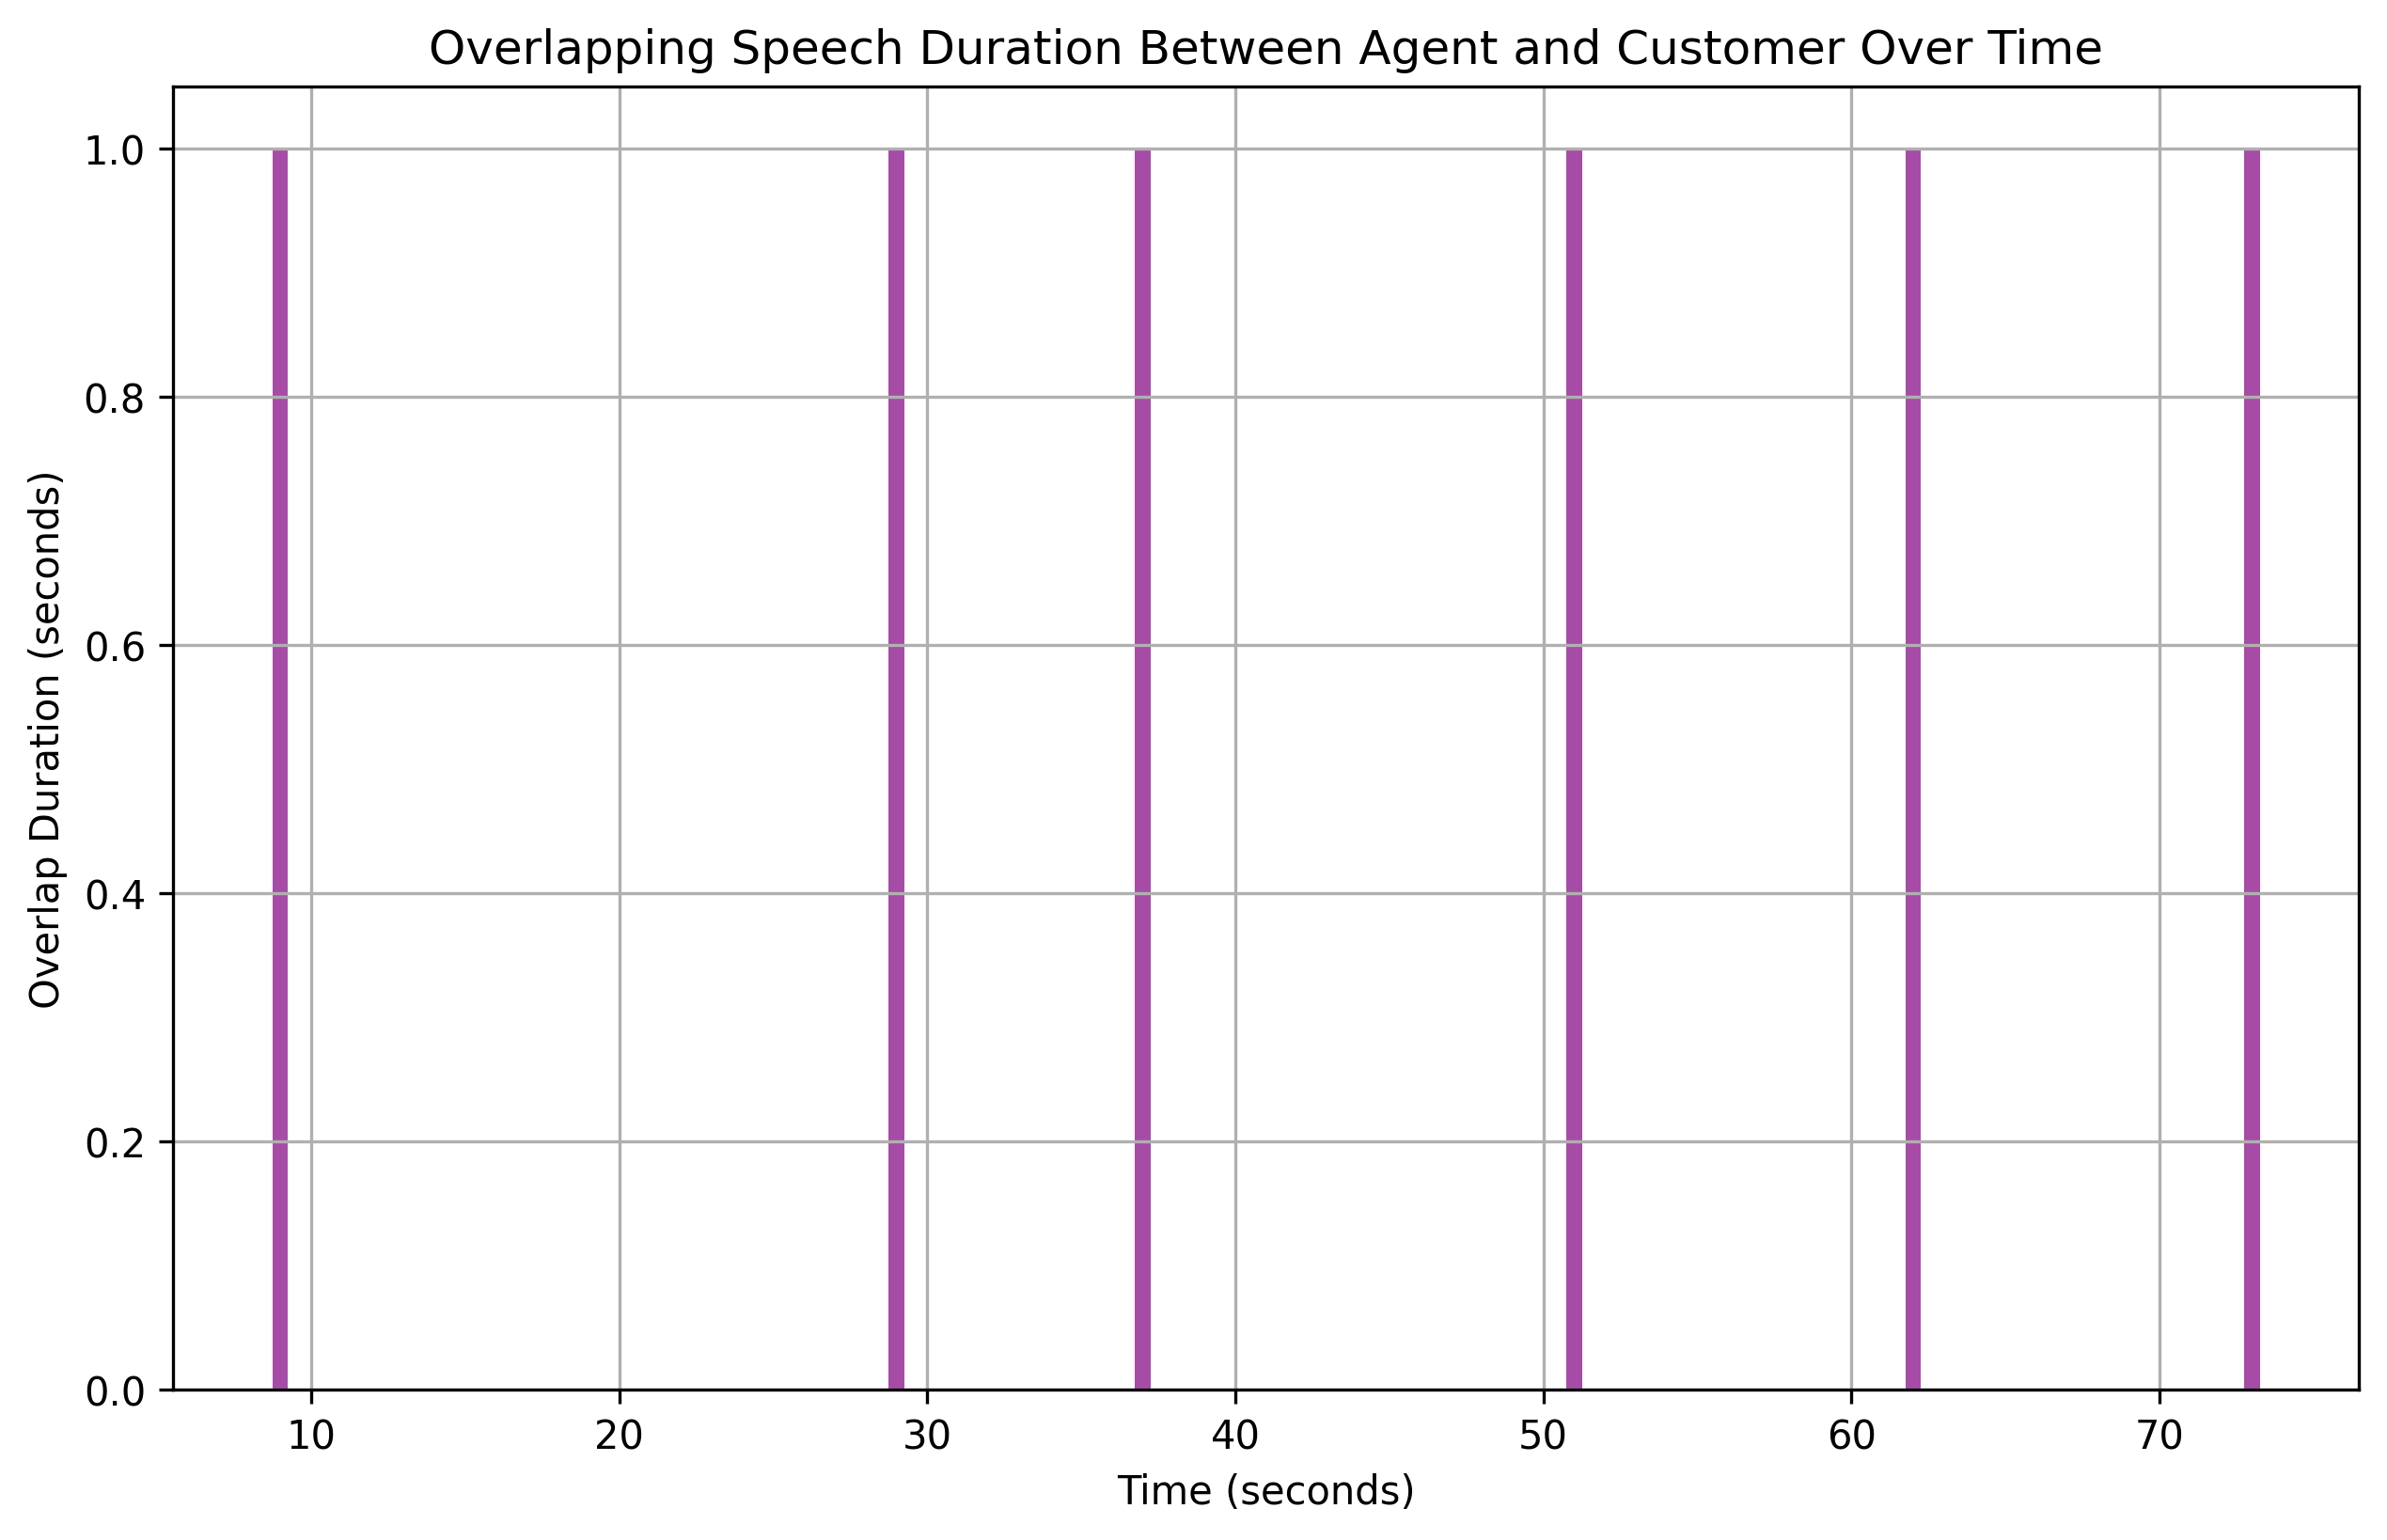 Overlapping Speech Duration Between Agent and Customer Over Time
Overlap Duration (seconds)
1.0
0.8
0.6
0.4
0.2
0.0
10 20 30 40 50 60 70
Time (seconds)